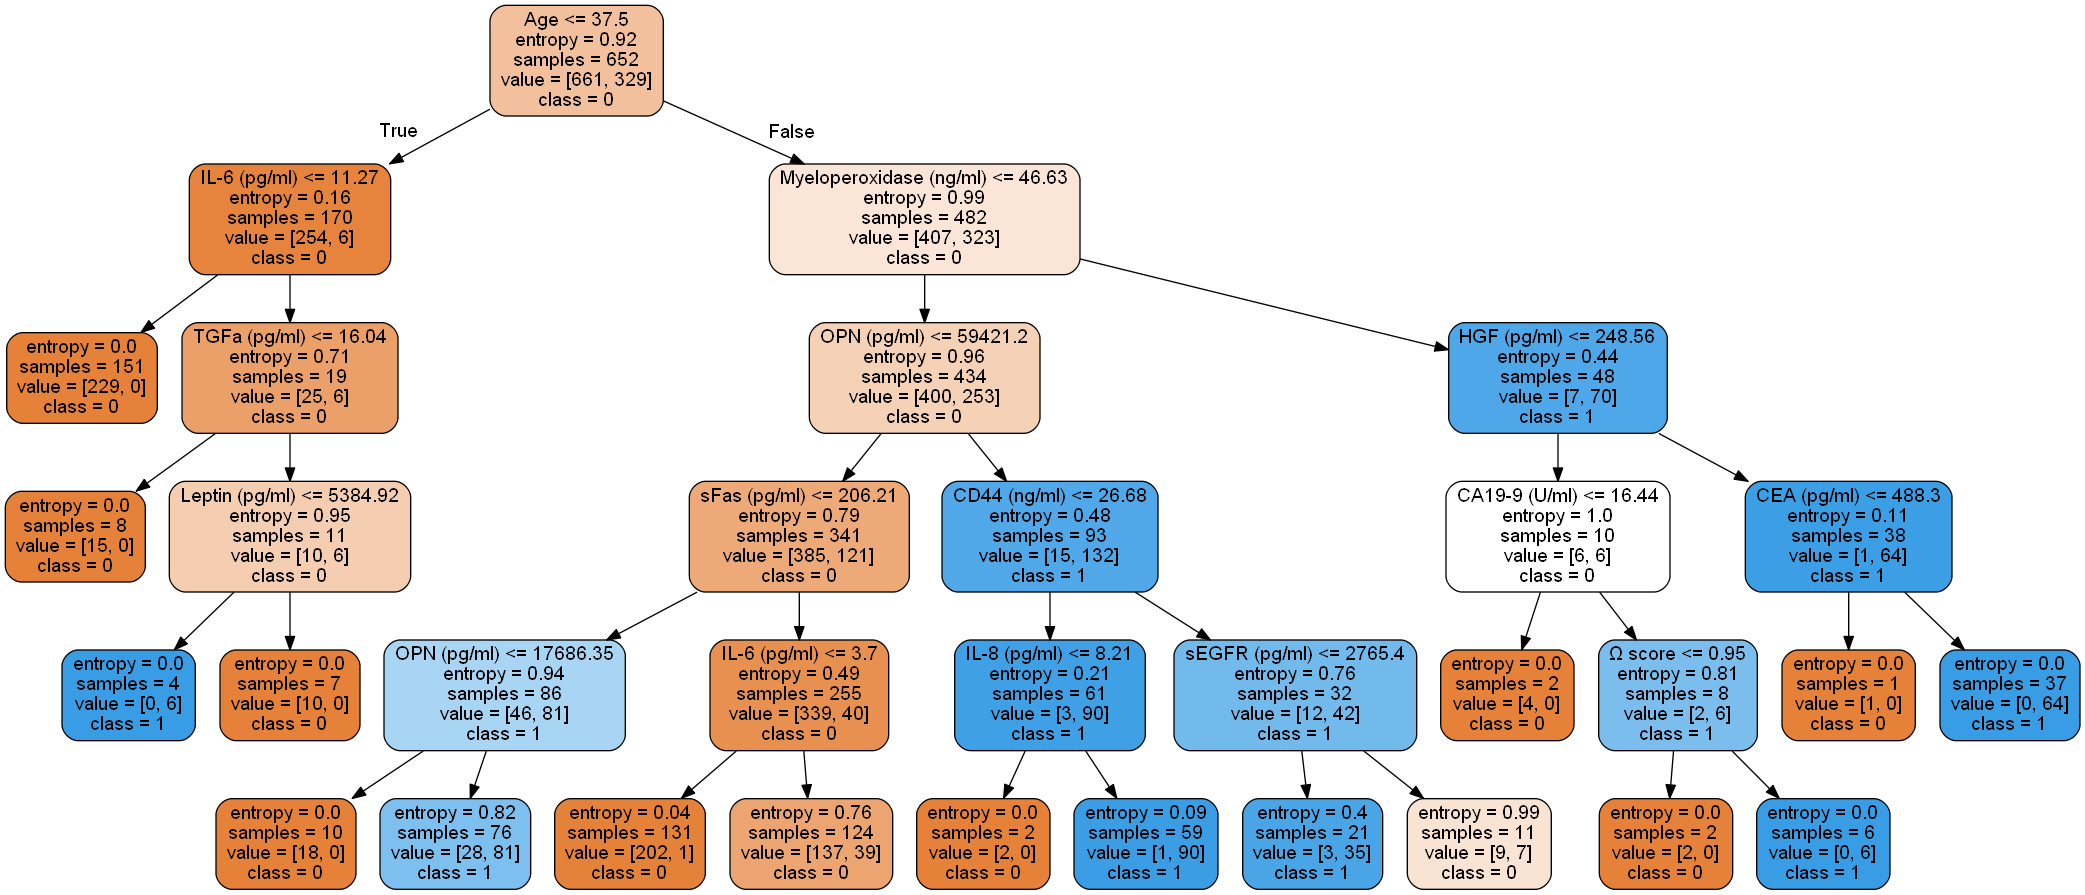 Age <= 37.5
entropy = 0.92
samples = 652
value = [661, 329]
class = 0
True
False
IL-6 (pg/ml) <= 11.27
entropy = 0.16
samples = 170
value = [254, 6]
class = 0
Myeloperoxidase (ng/ml) <= 46.63
entropy = 0.99
samples = 482
value = [407, 323]
class = 0
entropy = 0.0
samples = 151
value = [229, 0]
class = 0
TGFa (pg/ml) <= 16.04
entropy = 0.71
samples = 19
value = [25, 6]
class = 0
OPN (pg/ml) <= 59421.2
entropy = 0.96
samples = 434
value = [400, 253]
class = 0
HGF (pg/ml) <= 248.56
entropy = 0.44
samples = 48
value = [7, 70]
class = 1
entropy = 0.0
samples = 8
value = [15, 0]
class = 0
Leptin (pg/ml) <= 5384.92
entropy = 0.95
samples = 11
value = [10, 6]
class = 0
sFas (pg/ml) <= 206.21
entropy = 0.79
samples = 341
value = [385, 121]
class = 0
CD44 (ng/ml) <= 26.68
entropy = 0.48
samples = 93
value = [15, 132]
class = 1
CA19-9 (U/ml) <= 16.44
entropy = 1.0
samples = 10
value = [6, 6]
class = 0
CEA (pg/ml) <= 488.3
entropy = 0.11
samples = 38
value = [1, 64]
class = 1
entropy = 0.0
samples = 4
value = [0, 6]
class = 1
entropy = 0.0
samples = 7
value = [10, 0]
class = 0
OPN (pg/ml) <= 17686.35
entropy = 0.94
samples = 86
value = [46, 81]
class = 1
IL-6 (pg/ml) <= 3.7
entropy = 0.49
samples = 255
value = [339, 40]
class = 0
IL-8 (pg/ml) <= 8.21
entropy = 0.21
samples = 61
value = [3, 90]
class = 1
sEGFR (pg/ml) <= 2765.4
entropy = 0.76
samples = 32
value = [12, 42]
class = 1
entropy = 0.0
samples = 2
value = [4, 0]
class = 0
Ω score <= 0.95
entropy = 0.81
samples = 8
value = [2, 6]
class = 1
entropy = 0.0
samples = 1
value = [1, 0]
class = 0
entropy = 0.0
samples = 37
value = [0, 64]
class = 1
entropy = 0.0
samples = 10
value = [18, 0]
class = 0
entropy = 0.82
samples = 76
value = [28, 81]
class = 1
entropy = 0.04
samples = 131
value = [202, 1]
class = 0
entropy = 0.76
samples = 124
value = [137, 39]
class = 0
entropy = 0.0
samples = 2
value = [2, 0]
class = 0
entropy = 0.09
samples = 59
value = [1, 90]
class = 1
entropy = 0.4
samples = 21
value = [3, 35]
class = 1
entropy = 0.99
samples = 11
value = [9, 7]
class = 0
entropy = 0.0
samples = 2
value = [2, 0]
class = 0
entropy = 0.0
samples = 6
value = [0, 6]
class = 1